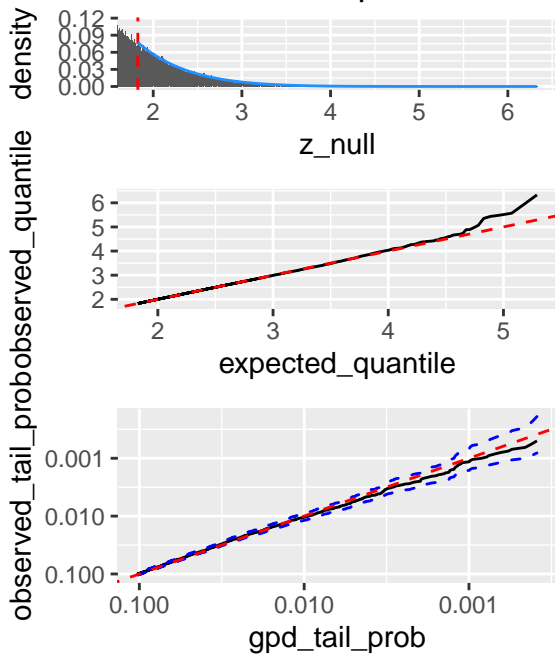 density
0.12
0.09
0.06
0.03
0.00
2 3 4 5 6
z_null
observed_quantile
6
5
4
3
2
2 3 4 5
expected_quantile
observed_tail_prob
0.001
0.010
0.100
0.100 0.010 0.001
gpd_tail_prob